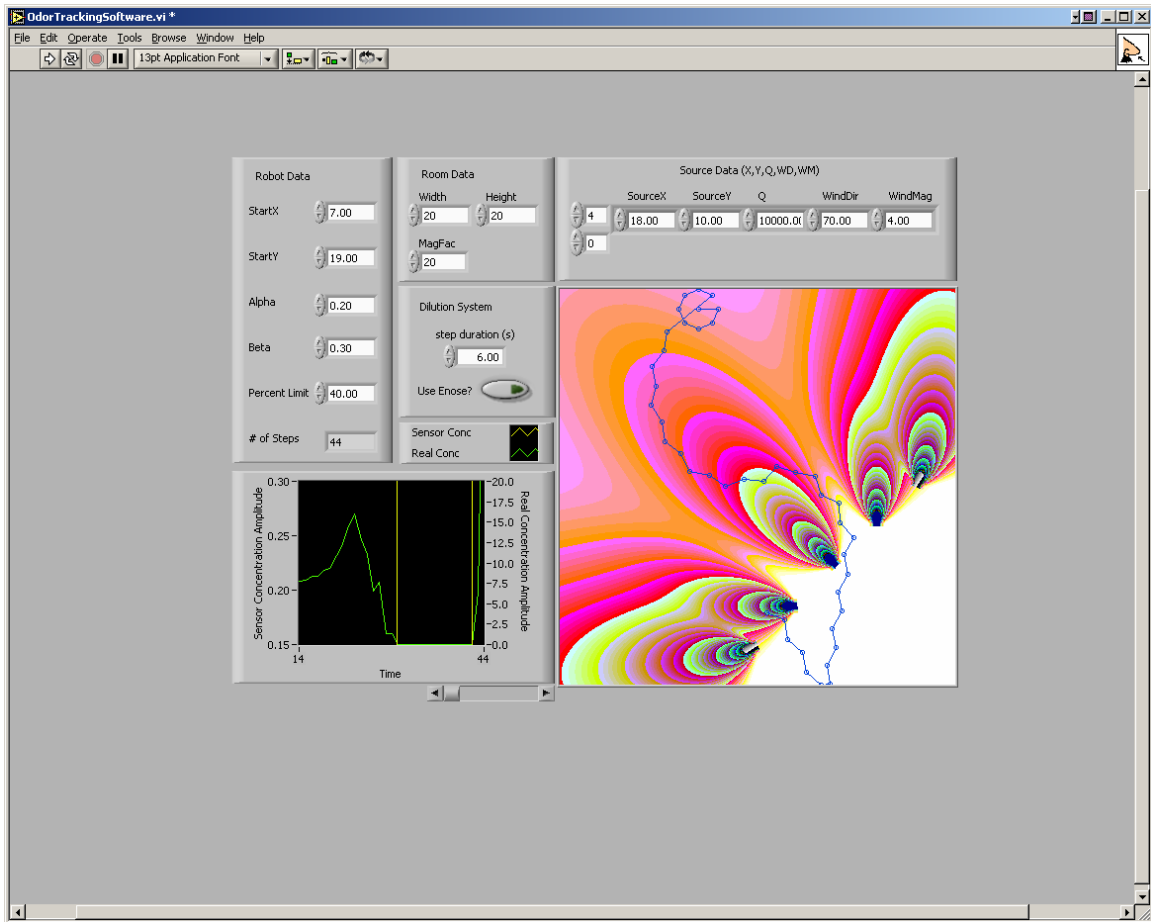 OdorTrackingSoftware.vi *
File Edit Operate Tools Browse Window Help
13pt Application Font
Robot Data
StartX 7.00
StartY 19.00
Alpha 0.20
Beta 0.30
Percent Limit 40.00
# of Steps 44
Room Data
Width Height
20 20
MagFac
20
Source Data (X,Y,Q,WD,WM)
SourceX SourceY Q WindDir WindMag
4 18.00 10.00 10000.0( 70.00 4.00
0
Dilution System
step duration (s)
6.00
Use Enose?
Sensor Conc
Real Conc
Sensor Concentration Amplitude
0.30
0.25
0.20
0.15
Real Concentration Amplitude
20.0
17.5
15.0
12.5
10.0
7.5
5.0
2.5
0.0
14 44
Time